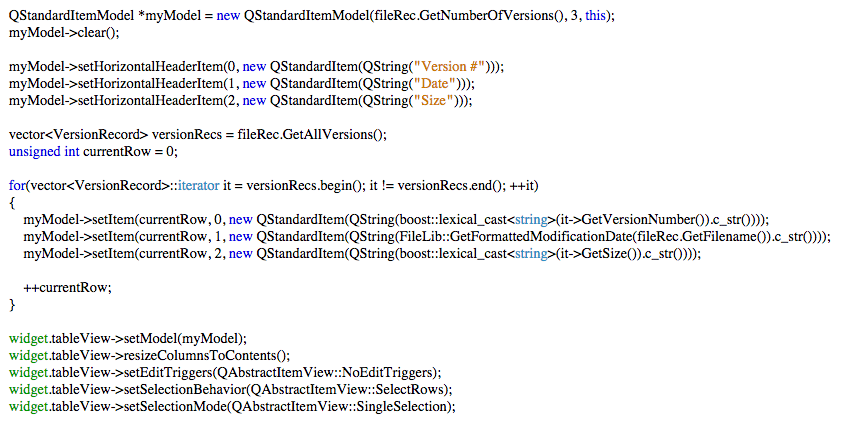 QStandardItemModel *myModel = new QStandardItemModel(fileRec.GetNumberOfVersions(), 3, this);
myModel->clear();

myModel->setHorizontalHeaderItem(0, new QStandardItem(QString("Version #")));
myModel->setHorizontalHeaderItem(1, new QStandardItem(QString("Date")));
myModel->setHorizontalHeaderItem(2, new QStandardItem(QString("Size")));

vector<VersionRecord> versionRecs = fileRec.GetAllVersions();
unsigned int currentRow = 0;

for(vector<VersionRecord>::iterator it = versionRecs.begin(); it != versionRecs.end(); ++it)
{
    myModel->setItem(currentRow, 0, new QStandardItem(QString(boost::lexical_cast<string>(it->GetVersionNumber()).c_str())));
    myModel->setItem(currentRow, 1, new QStandardItem(QString(FileLib::GetFormattedModificationDate(fileRec.GetFilename()).c_str())));
    myModel->setItem(currentRow, 2, new QStandardItem(QString(boost::lexical_cast<string>(it->GetSize()).c_str())));

    ++currentRow;
}

widget.tableView->setModel(myModel);
widget.tableView->resizeColumnsToContents();
widget.tableView->setEditTriggers(QAbstractItemView::NoEditTriggers);
widget.tableView->setSelectionBehavior(QAbstractItemView::SelectRows);
widget.tableView->setSelectionMode(QAbstractItemView::SingleSelection);